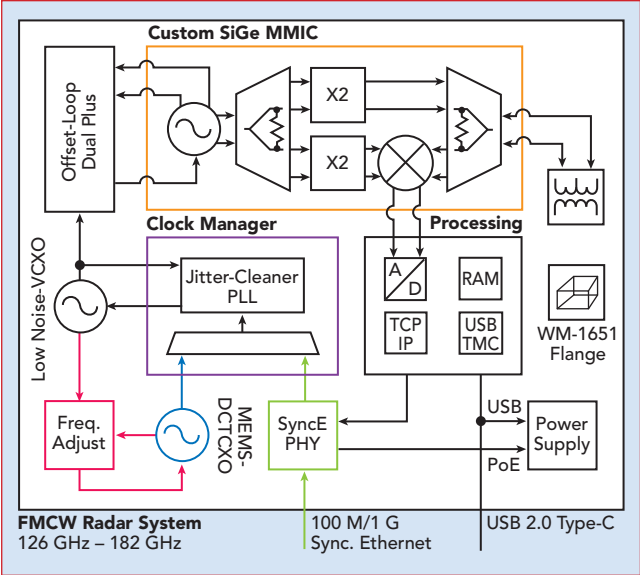 Custom SiGe MMIC
Offset-Loop
Dual Plus
X2
X2
Clock Manager
Processing
Low Noise-VCXO
Jitter-Cleaner
PLL
A
D
RAM
TCP
IP
USB
TMC
WM-1651
Flange
Freq.
Adjust
MEMS-
DCTCXO
SyncE
PHY
USB
PoE
Power
Supply
FMCW Radar System
126 GHz – 182 GHz
100 M/1 G
Sync. Ethernet
USB 2.0 Type-C